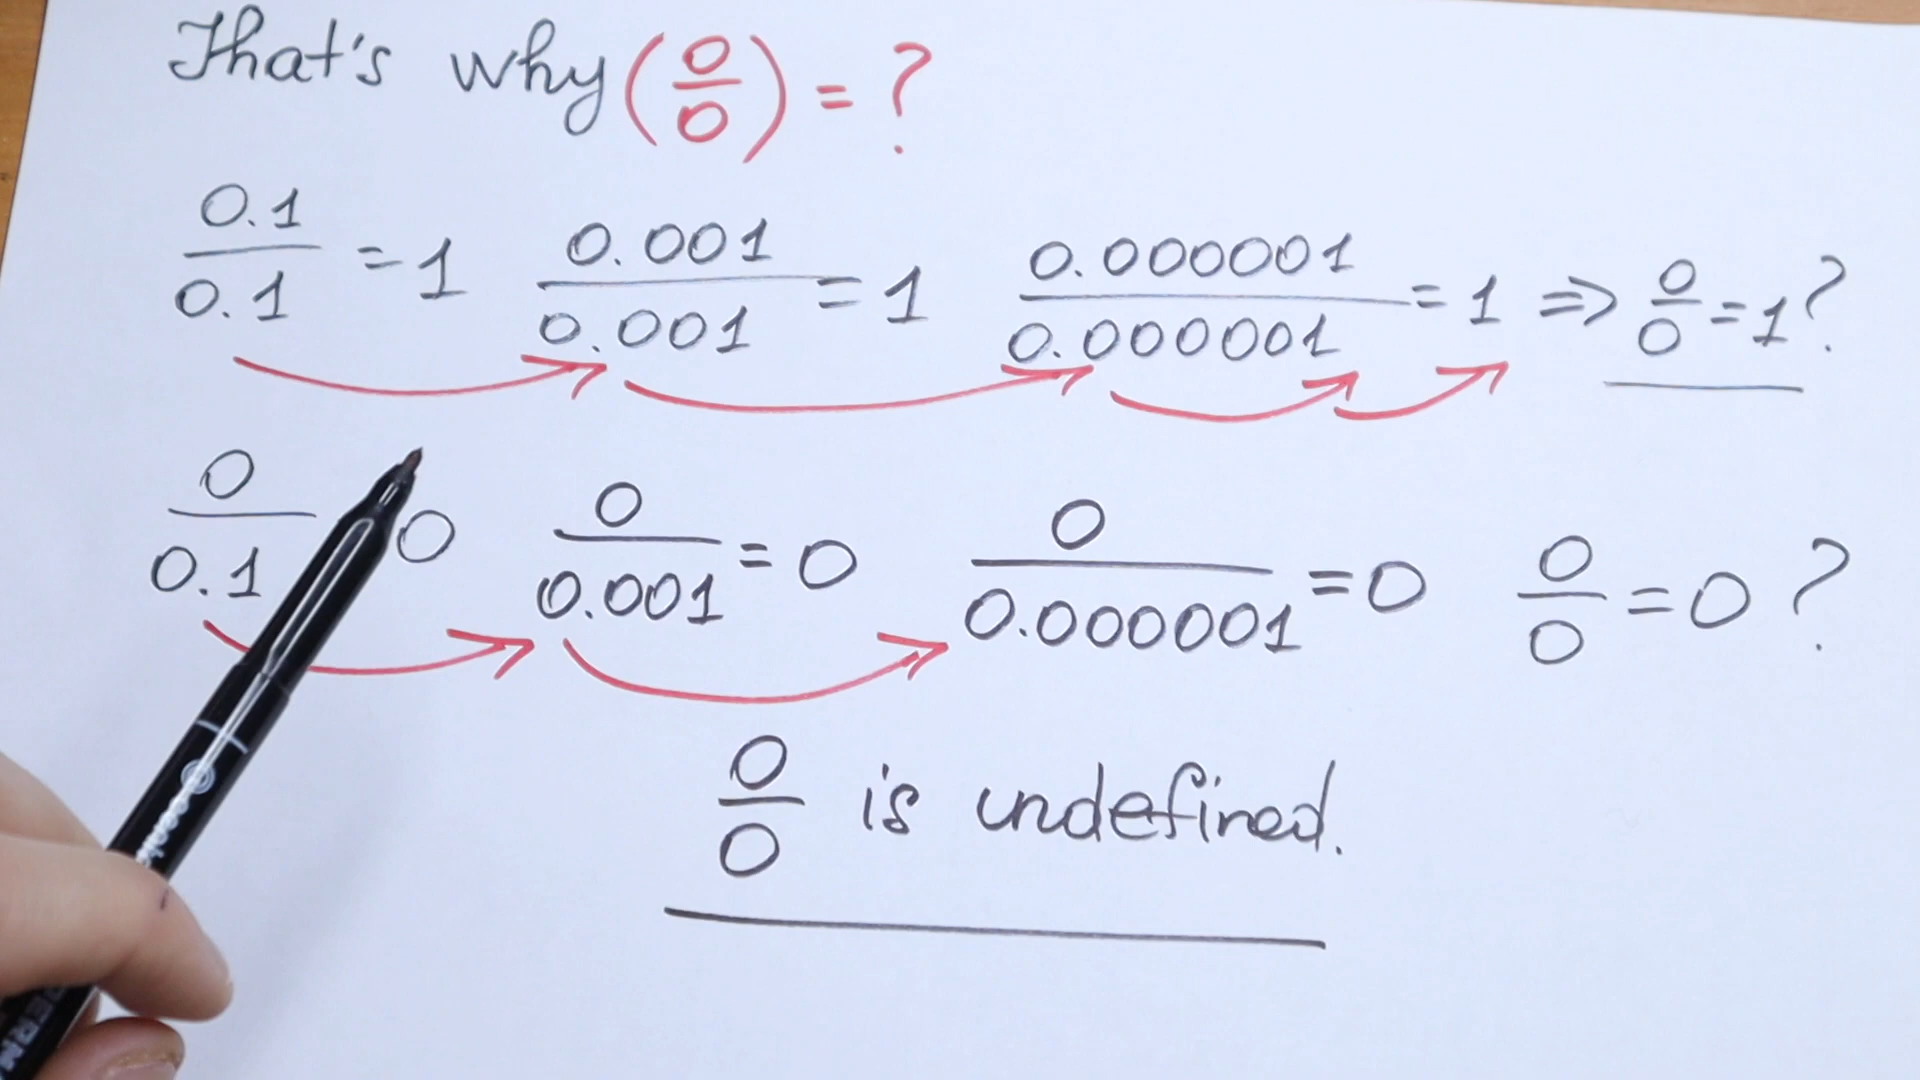 That's why (0/0) = ?
0.1/0.1 = 1 0.001/0.001 = 1 0.000001/0.000001 = 1 => 0/0 = 1?
0/0.1 0 0/0.001 = 0 0/0.000001 = 0 0/0 = 0 ?
0/0 is undefined.